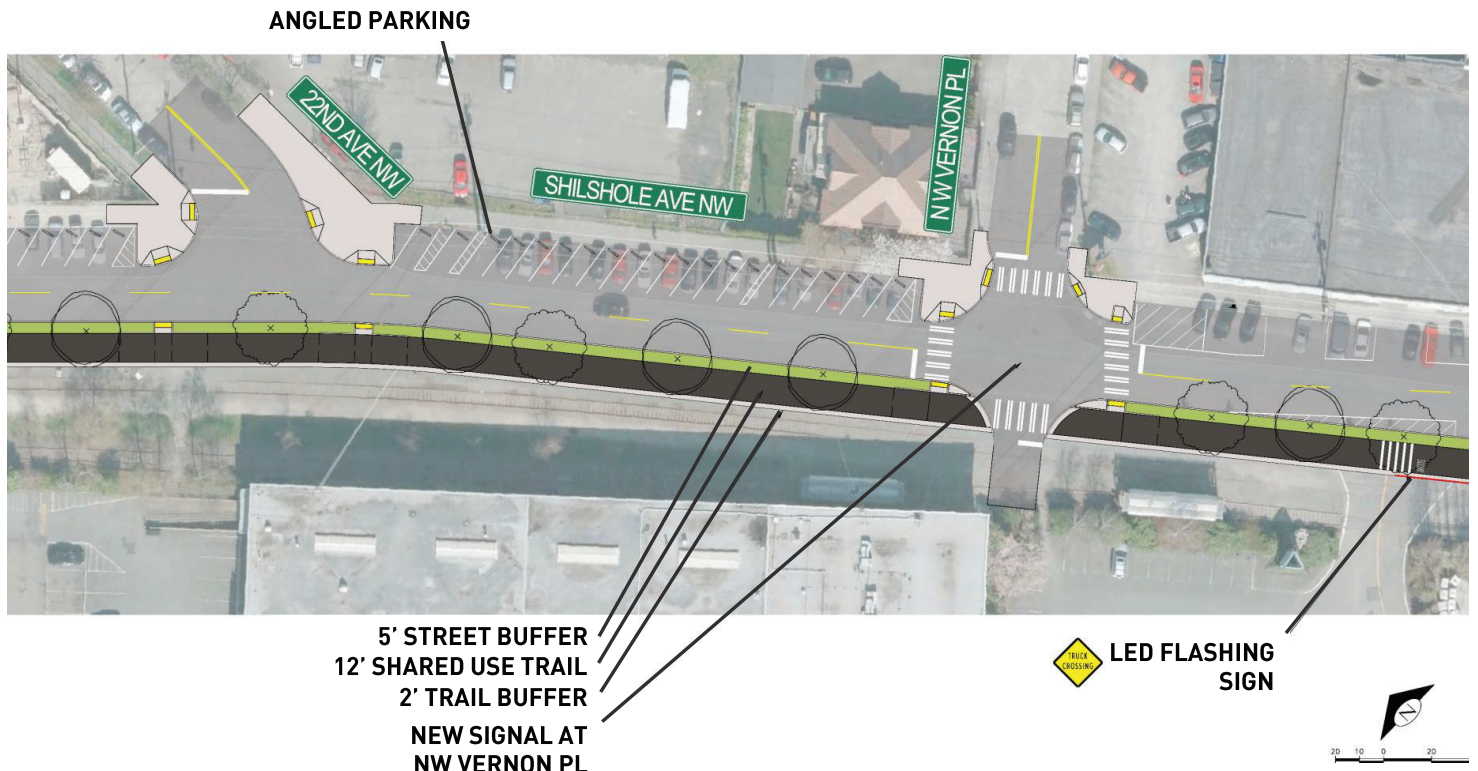 ANGLED PARKING
22ND AVE NW
SHILSHOLE AVE NW
N W VERNON PL
5’ STREET BUFFER
12’ SHARED USE TRAIL
2’ TRAIL BUFFER
NEW SIGNAL AT
NW VERNON PL
TRUCK
CROSSING
LED FLASHING
SIGN
N
20 10 0 20